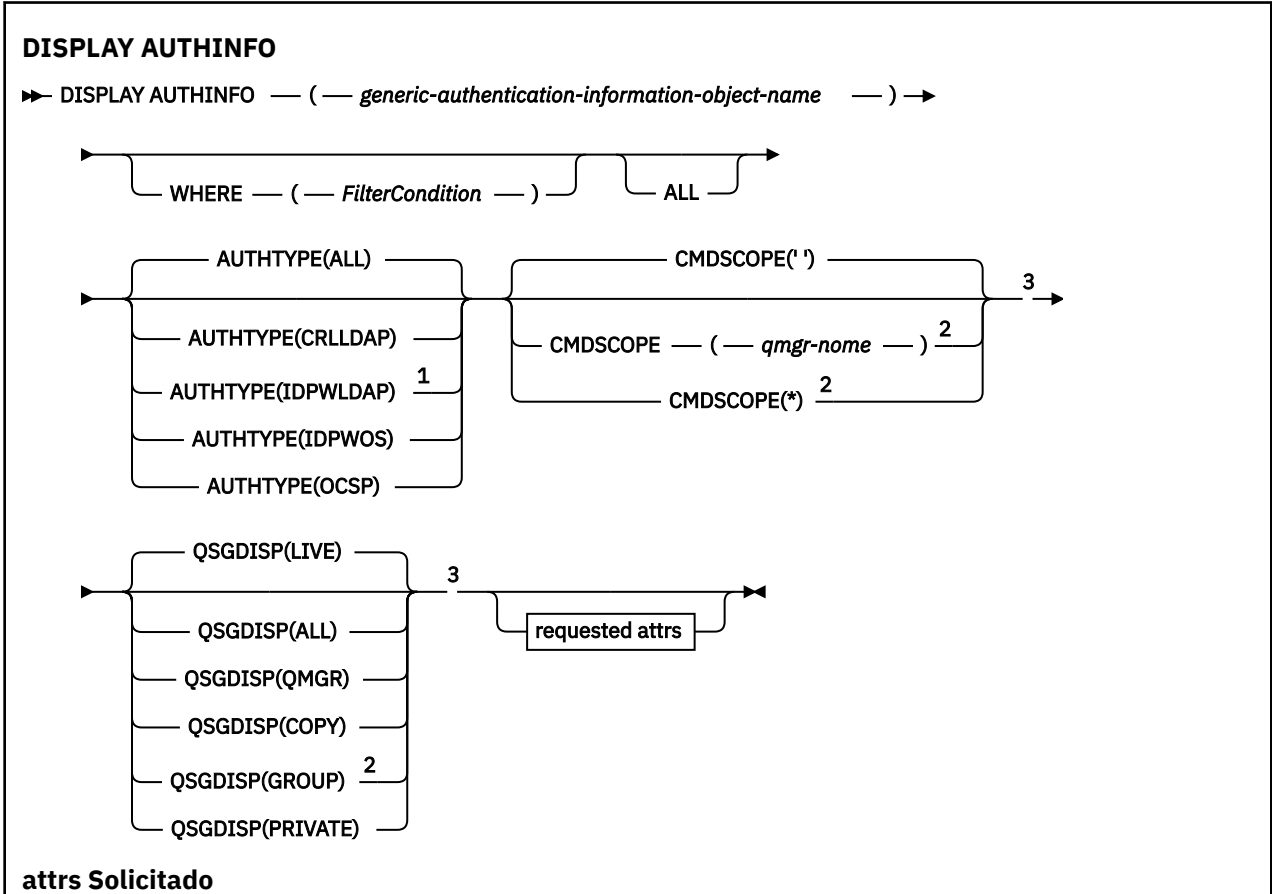 DISPLAY AUTHINFO
DISPLAY AUTHINFO ( generic-authentication-information-object-name )
WHERE ( FilterCondition ) ALL
AUTHTYPE(ALL) CMDSCOPE(' ')
3
AUTHTYPE(CRLLDAP) CMDSCOPE ( qmgr-nome ) 2
AUTHTYPE(IDPWLDAP) 1 CMDSCOPE(*) 2
AUTHTYPE(IDPWOS)
AUTHTYPE(OCSP)
QSGDISP(LIVE)
3
QSGDISP(ALL) requested attrs
QSGDISP(QMGR)
QSGDISP(COPY)
QSGDISP(GROUP) 2
QSGDISP(PRIVATE)
attrs Solicitado